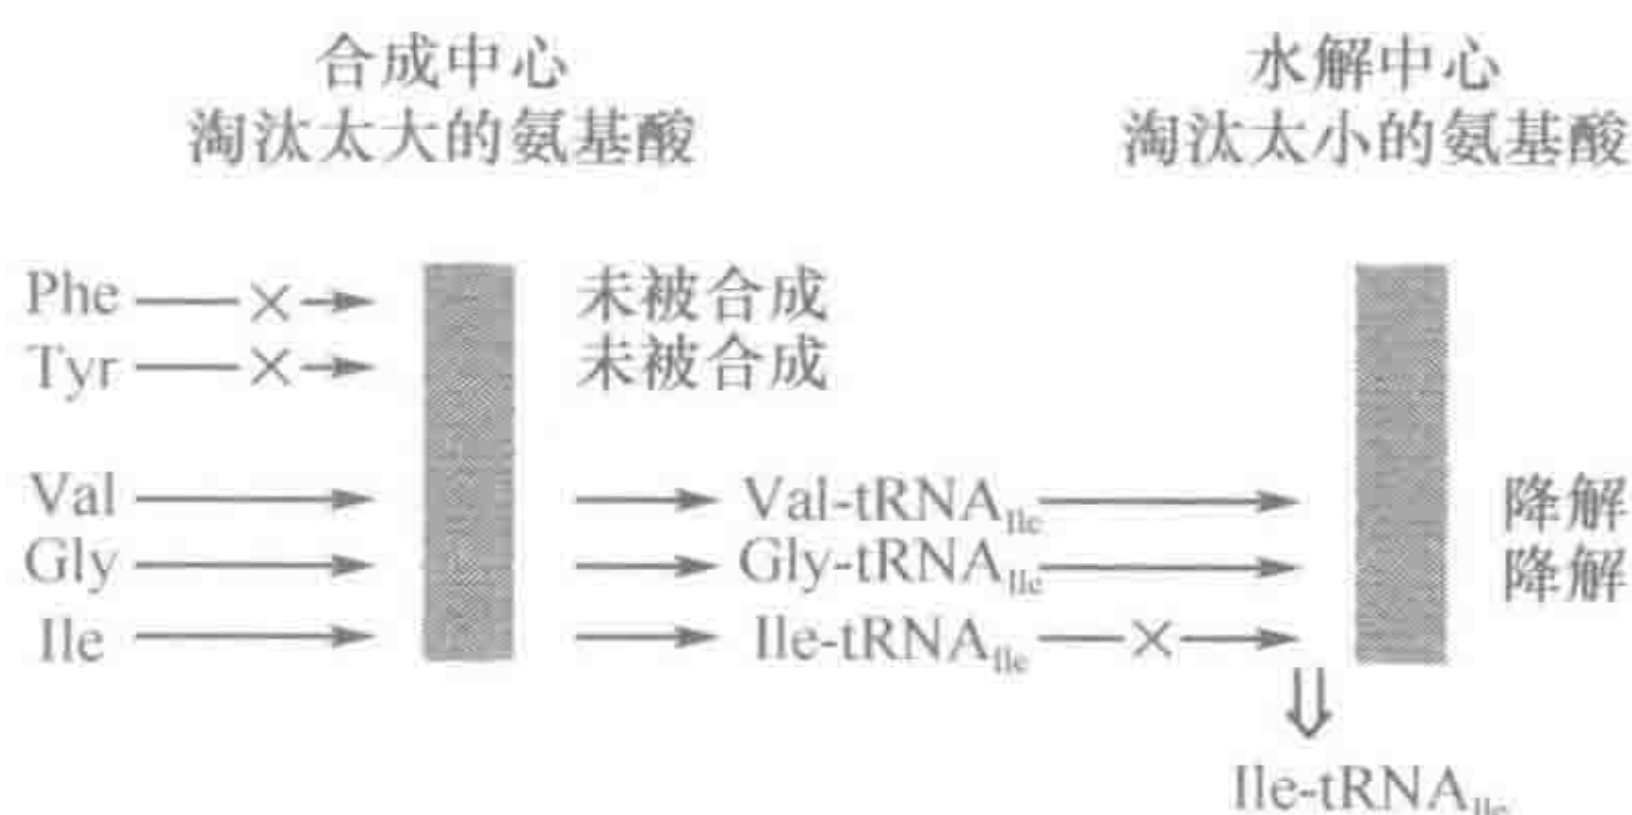 合成中心
淘汰太大的氨基酸
水解中心
淘汰太小的氨基酸
Phe × 未被合成
Tyr × 未被合成
Val Val-tRNAIle 降解
Gly Gly-tRNAIle 降解
Ile Ile-tRNAIle ×
Ile-tRNAIle